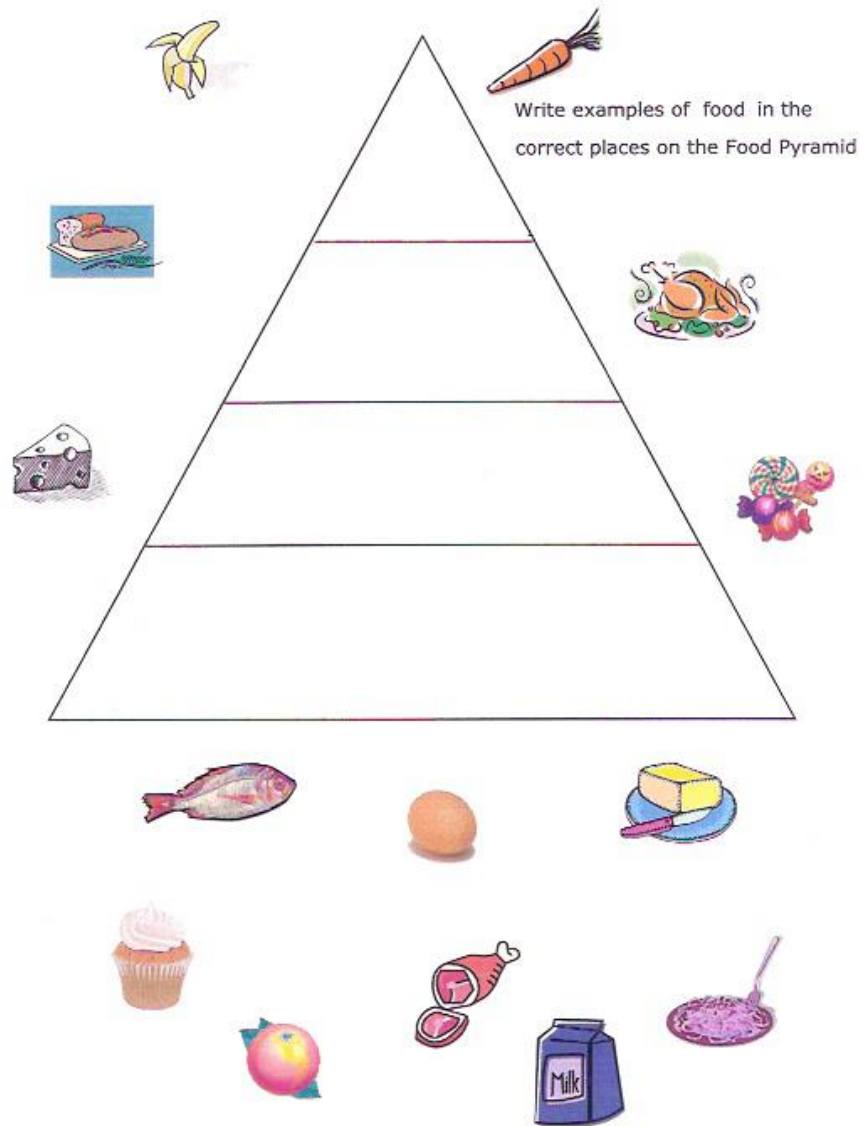 Write examples of food in the
correct places on the Food Pyramid
Milk